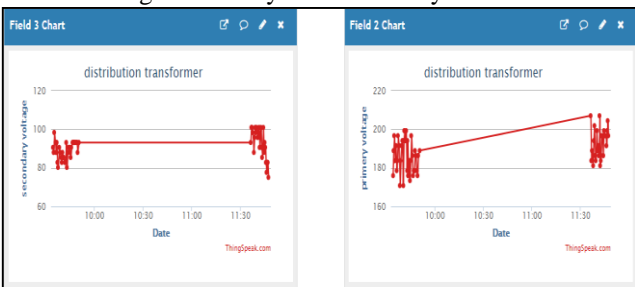 Field 3 Chart
distribution transformer
secondary voltage
120
100
80
60
10:00 10:30 11:00 11:30
Date
ThingSpeak.com
Field 2 Chart
distribution transformer
primary voltage
220
200
180
160
10:00 10:30 11:00 11:30
Date
ThingSpeak.com